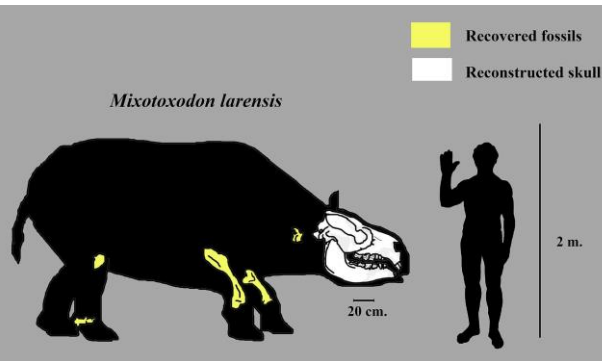 Recovered fossils
Reconstructed skull
Mixotoxodon larensis
2 m.
20 cm.